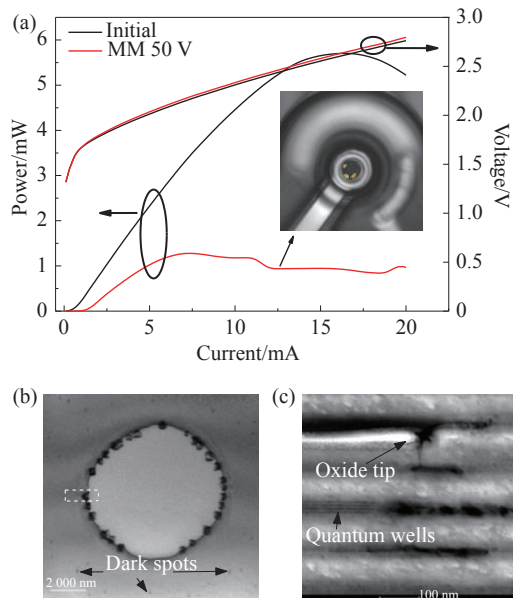 (a)
Initial
MM 50 V
Power/mW
6
5
4
3
2
1
0
3.0
2.5
2.0
1.5
1.0
0.5
0
Voltage/V
0
5
10
15
20
Current/mA
(b)
Dark spots
2 000 nm
(c)
Oxide tip
Quantum wells
100 nm